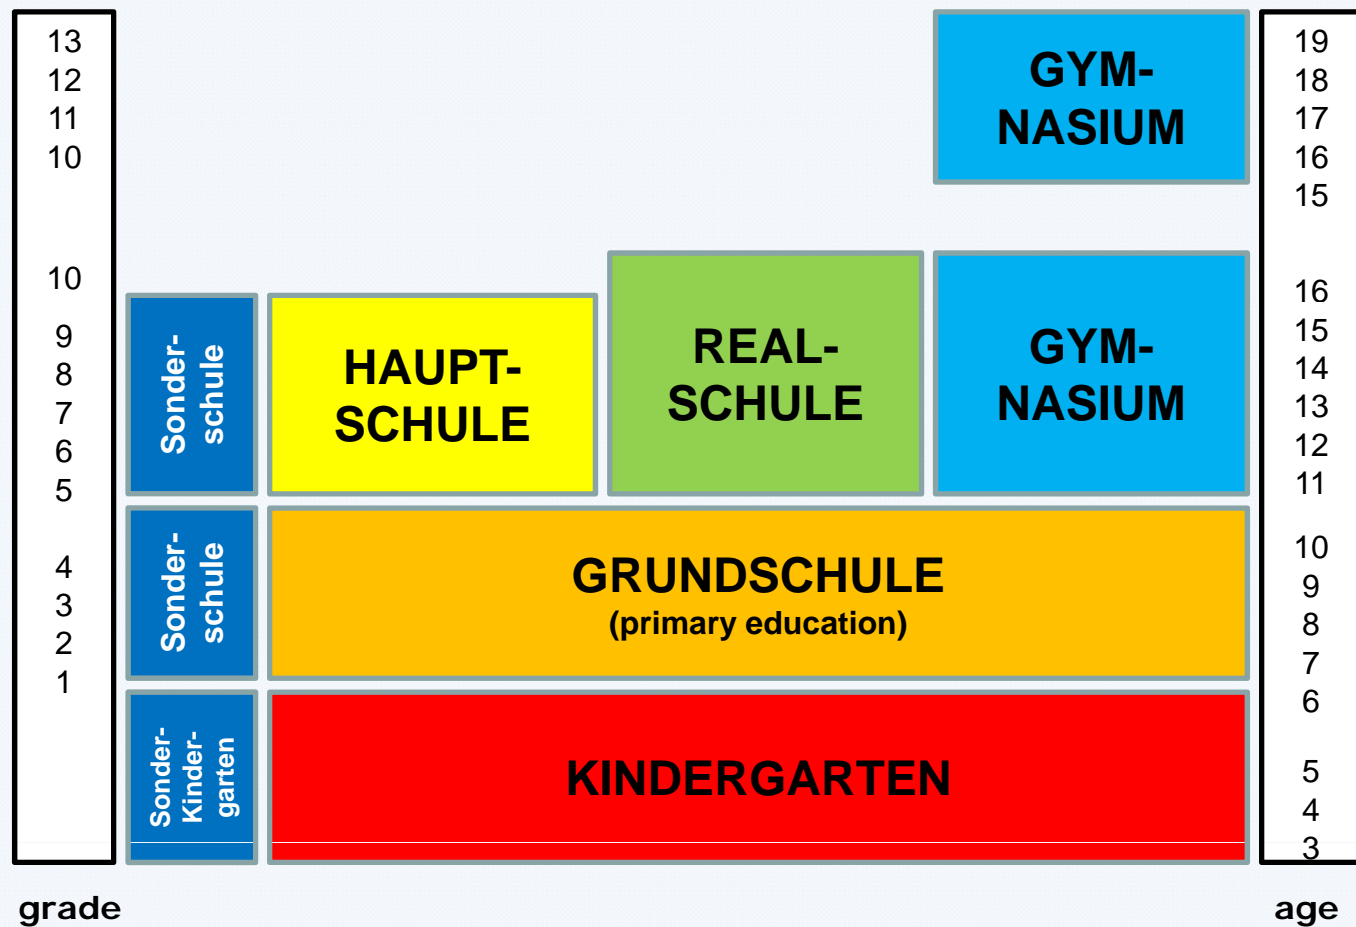 13
12
11
10
10
9
8
7
6
5
4
3
2
1
grade
GYM-
NASIUM
Sonder-
schule
HAUPT-
SCHULE
REAL-
SCHULE
GYM-
NASIUM
Sonder-
schule
GRUNDSCHULE
(primary education)
Sonder-
Kinder-
garten
KINDERGARTEN
19
18
17
16
15
16
15
14
13
12
11
10
9
8
7
6
5
4
3
age